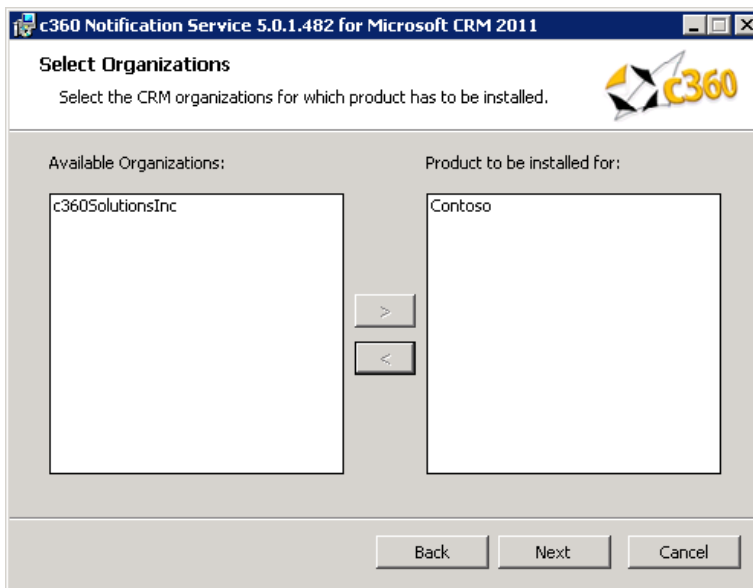 c360 Notification Service 5.0.1.482 for Microsoft CRM 2011
Select Organizations
Select the CRM organizations for which product has to be installed.
c360
Available Organizations:
Product to be installed for:
c360SolutionsInc
Contoso
>
<
Back
Next
Cancel